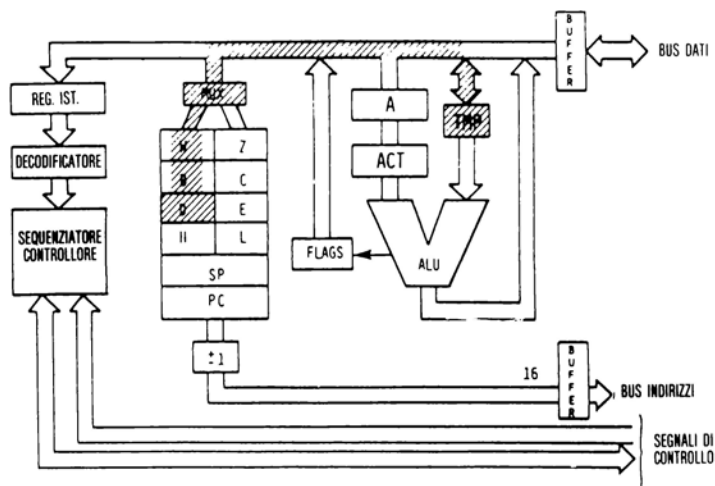 BUFFER
BUS DATI
REG. IST.
MUX
A
TMP
W
Z
DECODIFICATORE
ACT
B
C
D
E
SEQUENZIATORE
CONTROLLORE
H
L
FLAGS
ALU
SP
PC
±1
16
BUFFER
BUS INDIRIZZI
SEGNALI DI
CONTROLLO